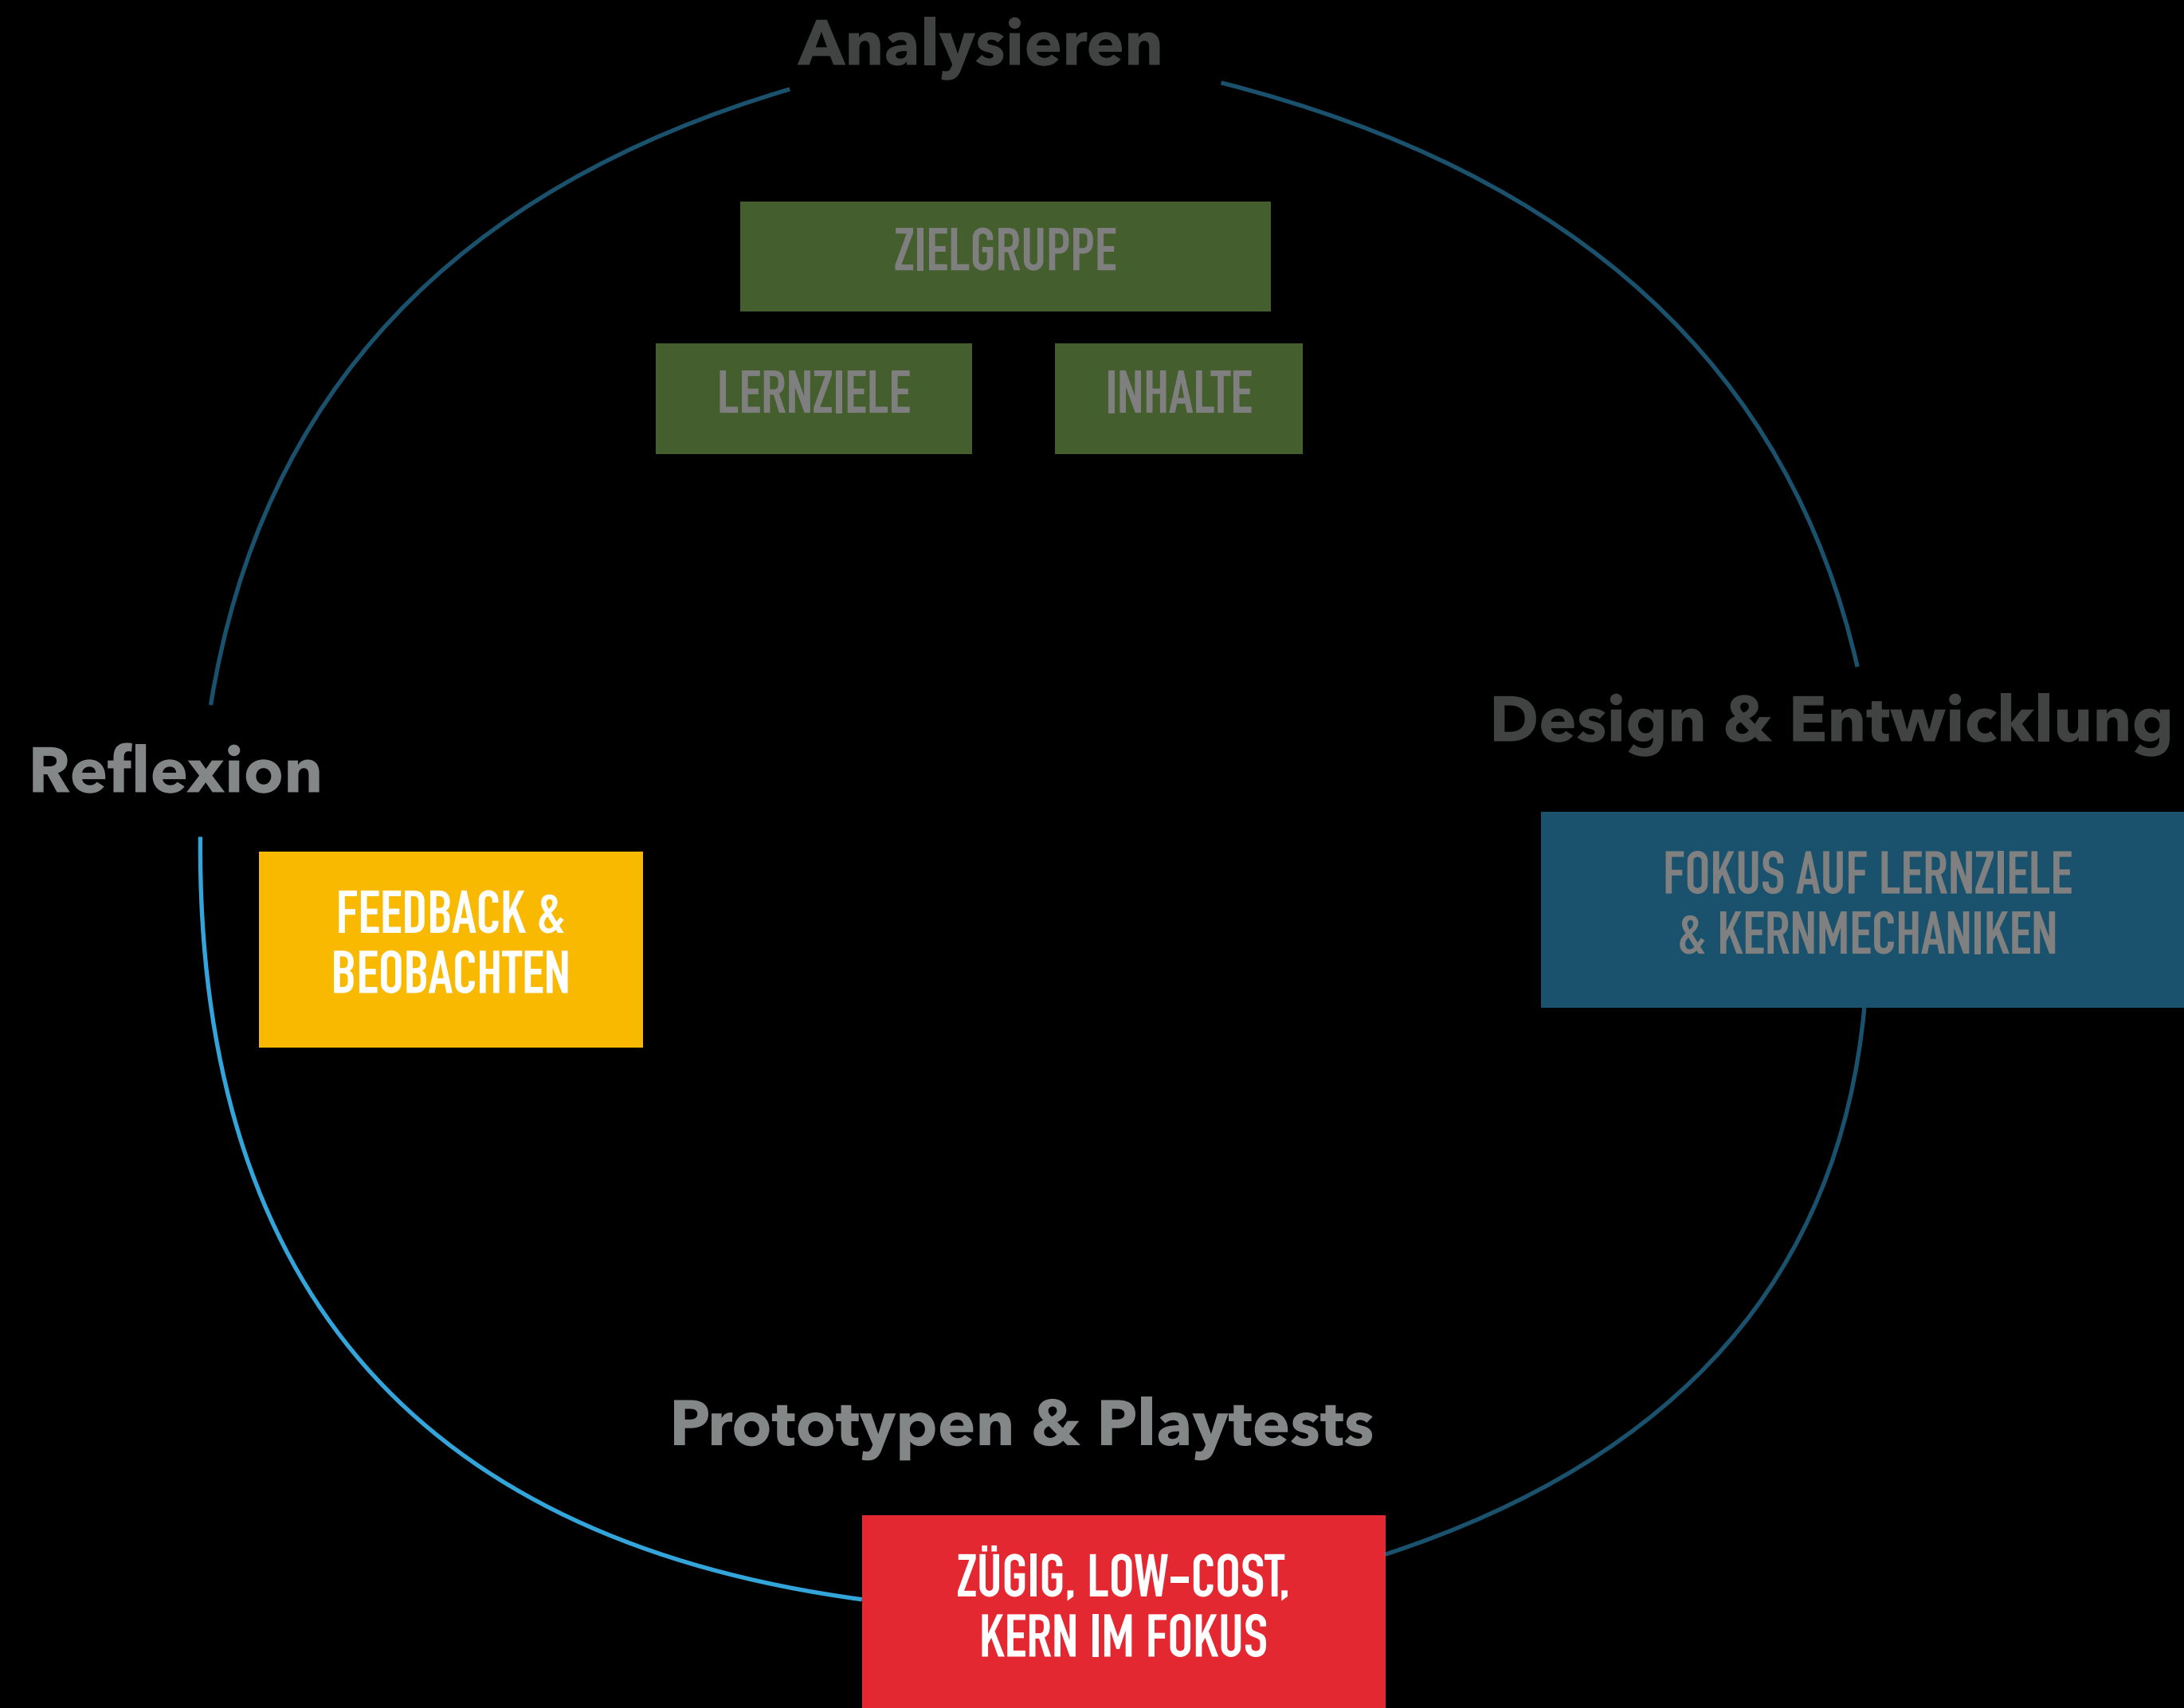 Analysieren
ZIELGRUPPE
LERNZIELE
INHALTE
Design & Entwicklung
FOKUS AUF LERNZIELE
& KERNMECHANIKEN
Reflexion
FEEDBACK &
BEOBACHTEN
Prototypen & Playtests
ZÜGIG, LOW-COST,
KERN IM FOKUS